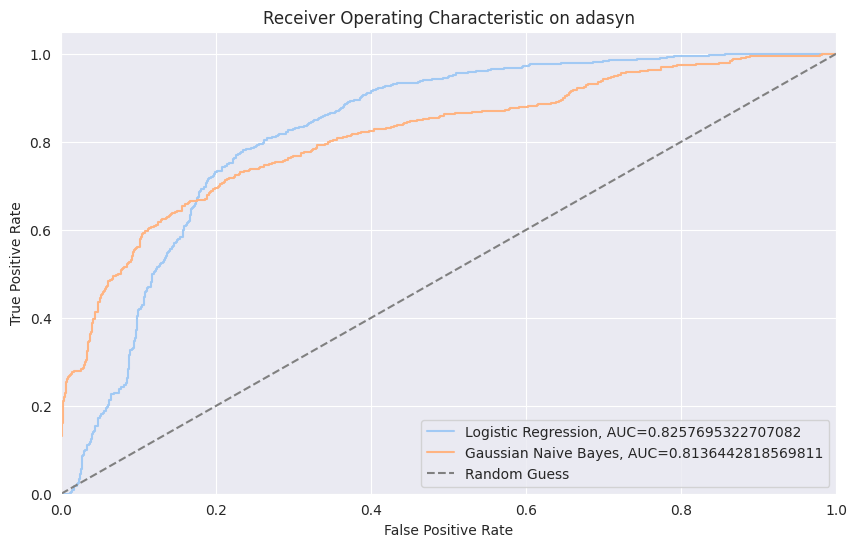 Receiver Operating Characteristic on adasyn
True Positive Rate
1.0
0.8
0.6
0.4
0.2
0.0
0.0 0.2 0.4 0.6 0.8 1.0
False Positive Rate
Logistic Regression, AUC=0.8257695322707082
Gaussian Naive Bayes, AUC=0.8136442818569811
Random Guess